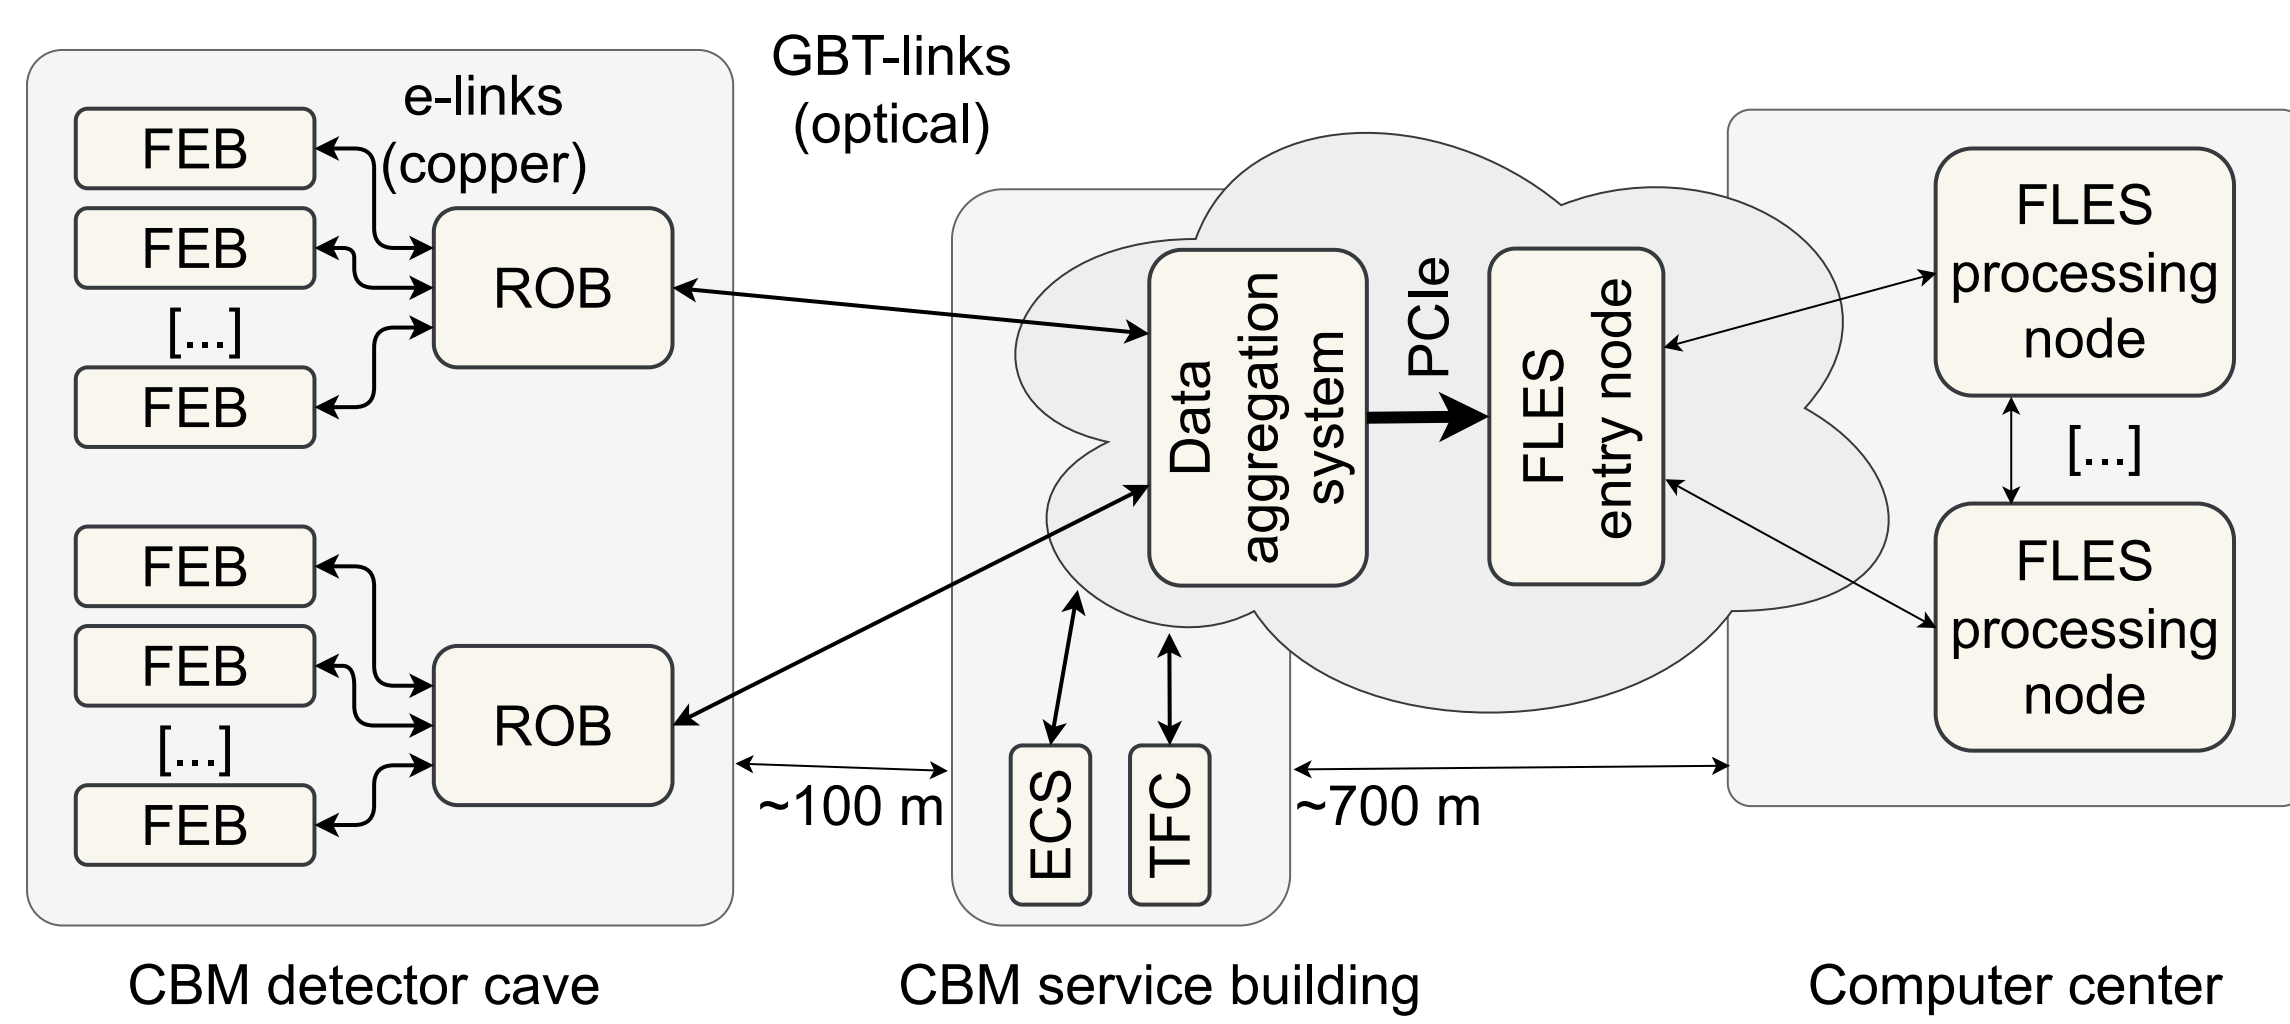 GBT-links
(optical)
e-links
(copper)
FEB
FEB
[...]
FEB
ROB
FEB
FEB
[...]
FEB
ROB
Data
aggregation
system
PCIe
FLES
entry node
FLES
processing
node
[...]
FLES
processing
node
ECS
TFC
~100 m
~700 m
CBM detector cave
CBM service building
Computer center